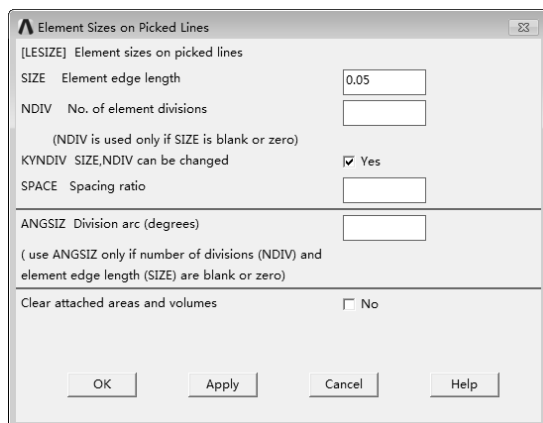 Element Sizes on Picked Lines
[LESIZE] Element sizes on picked lines
SIZE Element edge length 0.05
NDIV No. of element divisions
(NDIV is used only if SIZE is blank or zero)
KYNDIV SIZE,NDIV can be changed Yes
SPACE Spacing ratio
ANGSIZ Division arc (degrees)
( use ANGSIZ only if number of divisions (NDIV) and
element edge length (SIZE) are blank or zero)
Clear attached areas and volumes No
OK Apply Cancel Help